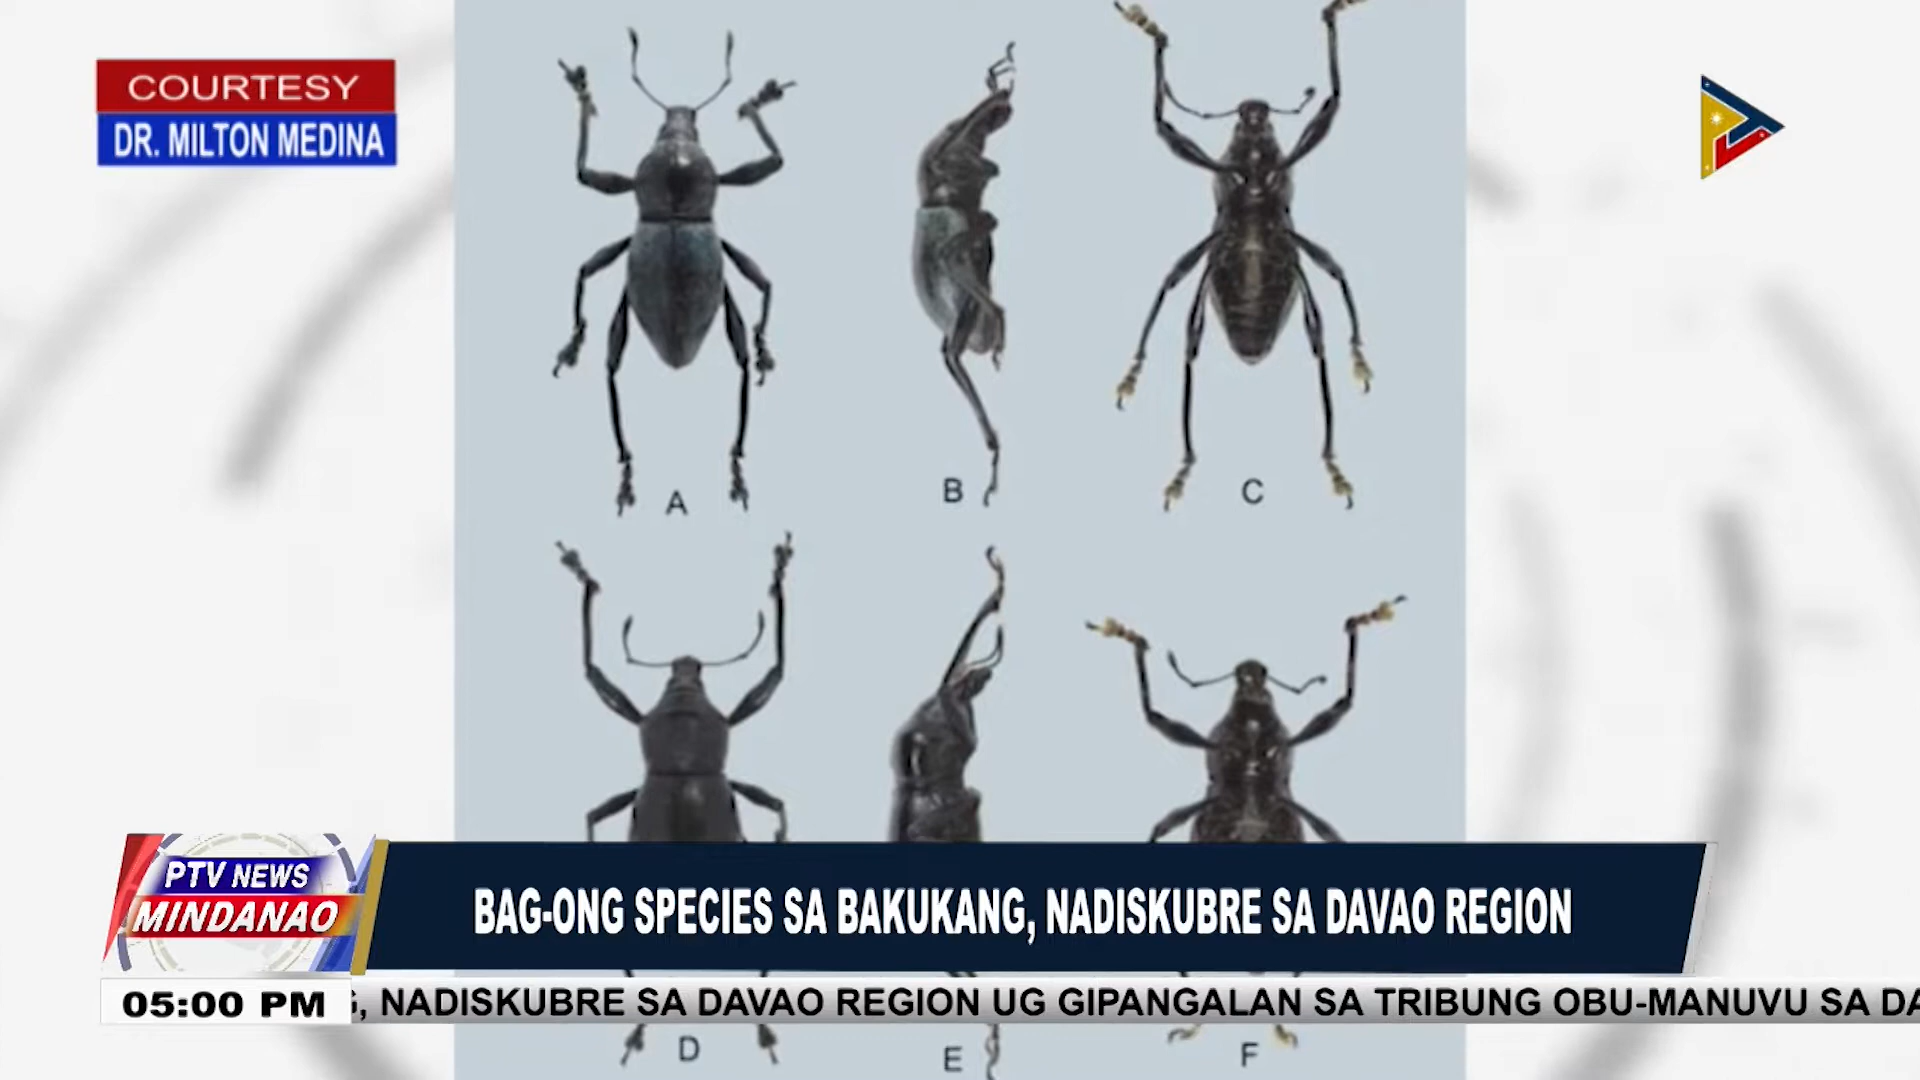 COURTESY
DR. MILTON MEDINA
A
B
C
D
E
F
PTV NEWS
MINDANAO
BAG-ONG SPECIES SA BAKUKANG, NADISKUBRE SA DAVAO REGION
05:00 PM
, NADISKUBRE SA DAVAO REGION UG GIPANGALAN SA TRIBUNG OBU-MANUVU SA DA